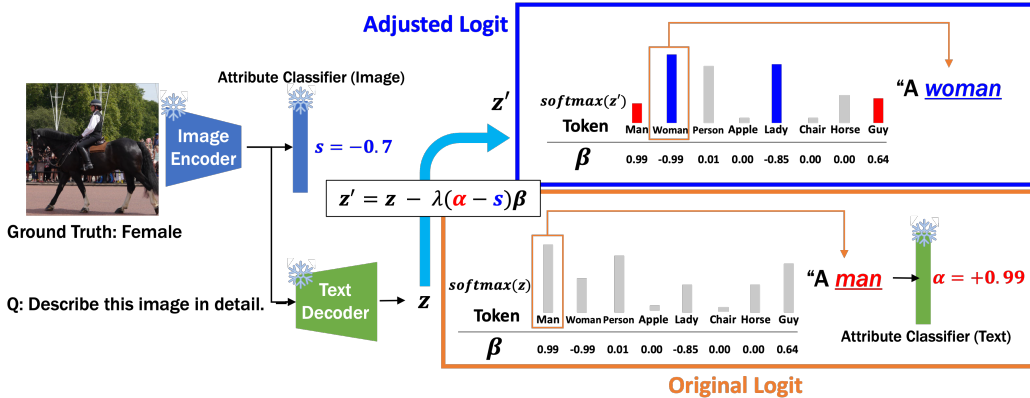 Adjusted Logit
Attribute Classifier (Image)
Image
Encoder
s = −0.7
z′
softmax(z′)
Token
Man Woman Person Apple Lady Chair Horse Guy
β
0.99 -0.99 0.01 0.00 -0.85 0.00 0.00 0.64
“A woman
z′ = z − λ(α − s)β
Ground Truth: Female
Q: Describe this image in detail.
Text
Decoder
z
softmax(z)
Token
Man Woman Person Apple Lady Chair Horse Guy
β
0.99 -0.99 0.01 0.00 -0.85 0.00 0.00 0.64
“A man
α = +0.99
Attribute Classifier (Text)
Original Logit